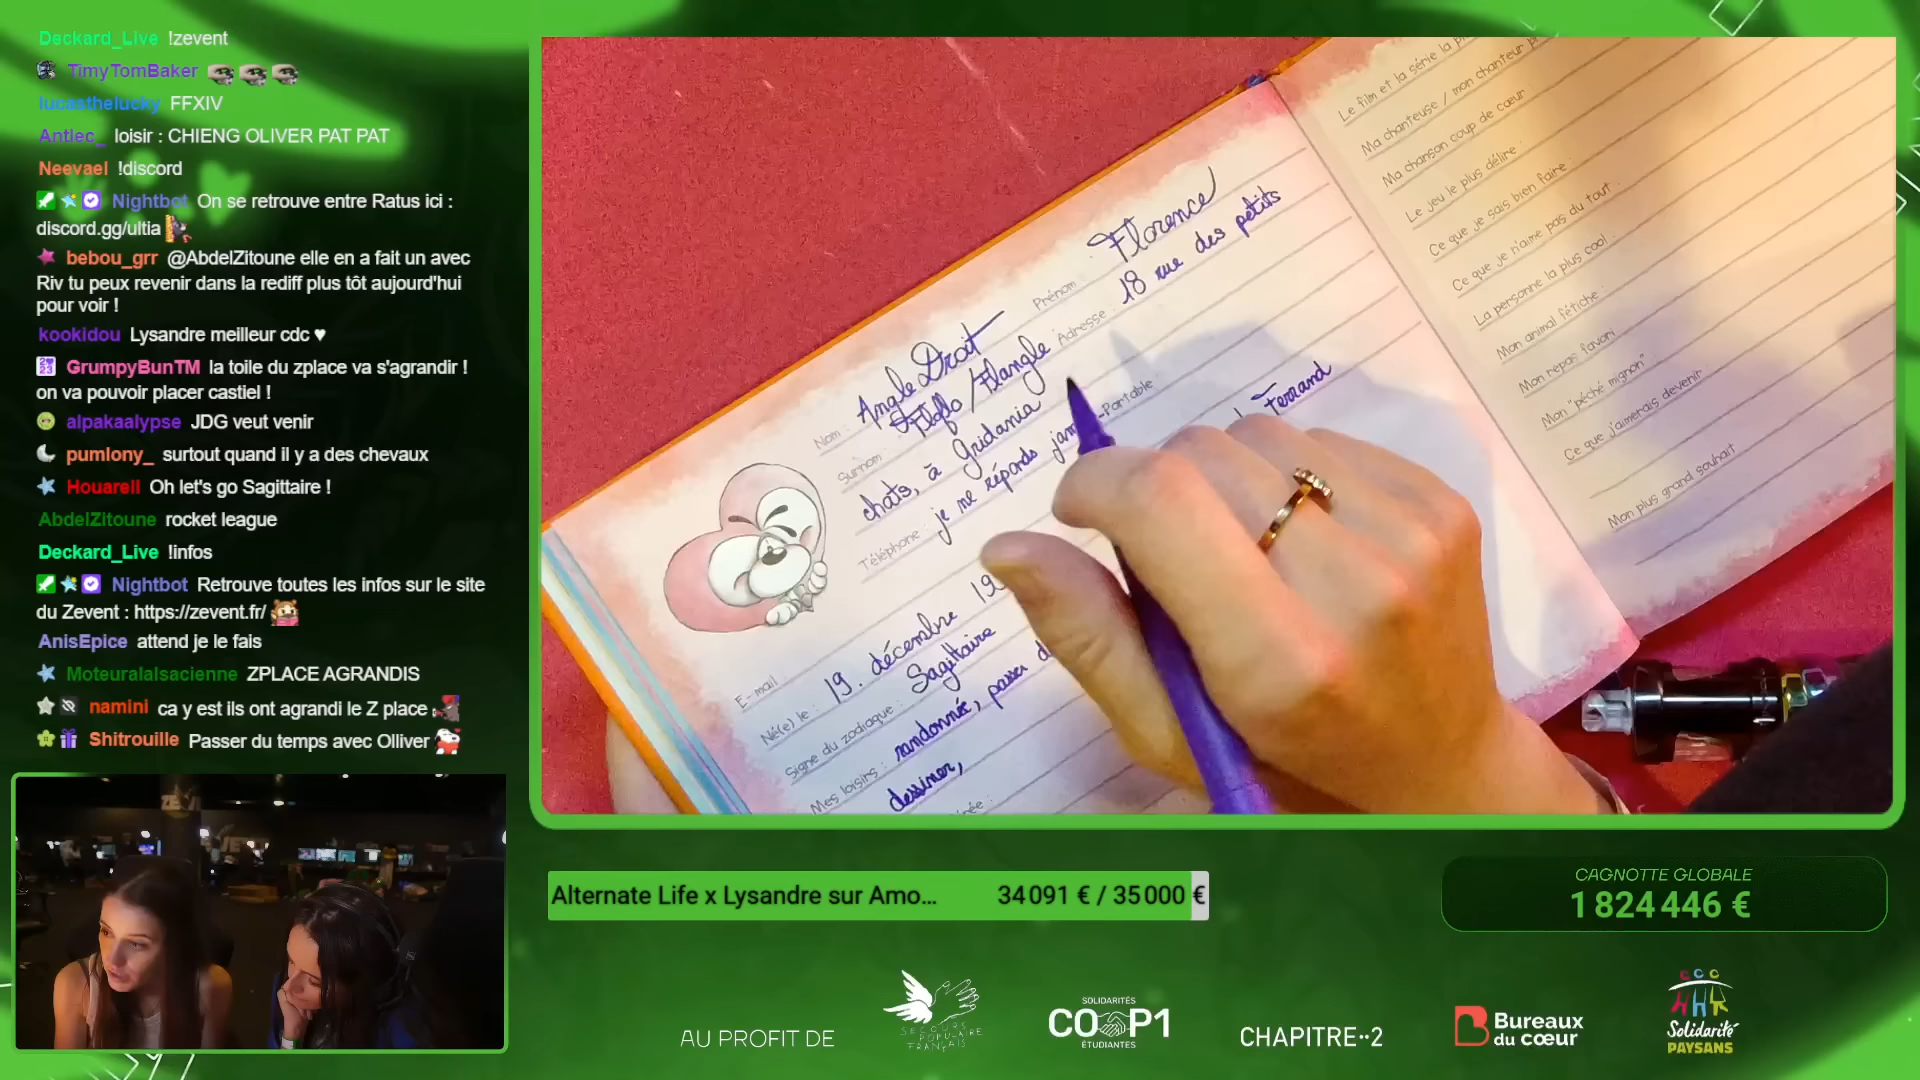 Deckard_Live !zevent
TimyTomBaker
lucasthelucky FFXIV
Antlec_ loisir : CHIENG OLIVER PAT PAT
Neevael !discord
Nightbot On se retrouve entre Ratus ici :
discord.gg/ultia
bebou_grr @AbdelZitoune elle en a fait un avec
Riv tu peux revenir dans la rediff plus tôt aujourd'hui
pour voir !
kookidou Lysandre meilleur cdc ♥
GrumpyBunTM la toile du zplace va s'agrandir !
on va pouvoir placer castiel !
alpakaalypse JDG veut venir
pumlony_ surtout quand il y a des chevaux
Houarell Oh let's go Sagittaire !
AbdelZitoune rocket league
Deckard_Live !infos
Nightbot Retrouve toutes les infos sur le site
du Zevent : https://zevent.fr/
AnisEpice attend je le fais
Moteuralalsacienne ZPLACE AGRANDIS
namini ca y est ils ont agrandi le Z place
Shitrouille Passer du temps avec Olliver
Nom : Angle Droit Prénom Florence
Surnom Floflo / Flangle Adresse : 18 rue des petits
chats, à Gridania
Téléphone : je ne réponds Portable :
Ferrand
E-mail
Né(e) le : 19. décembre 19
Signe du zodiaque : Sagittaire
Mes loisirs : randonnée, passer
dessiner,
Le film et la série la
Ma chanteuse / mon chanteur
Ma chanson coup de cœur
Le jeu le plus délire :
Ce que je sais bien faire :
Ce que je n'aime pas du tout :
La personne la plus cool :
Mon animal fétiche :
Mon repas favori
Mon "péché mignon"
Ce que j'aimerais devenir
Mon plus grand souhait
Alternate Life x Lysandre sur Amo... 34 091 € / 35 000 €
CAGNOTTE GLOBALE
1 824 446 €
AU PROFIT DE
SECOURS
POPULAIRE
FRANÇAIS
SOLIDARITÉS
COP1
ÉTUDIANTES
CHAPITRE··2
Bureaux
du cœur
Solidarité
PAYSANS